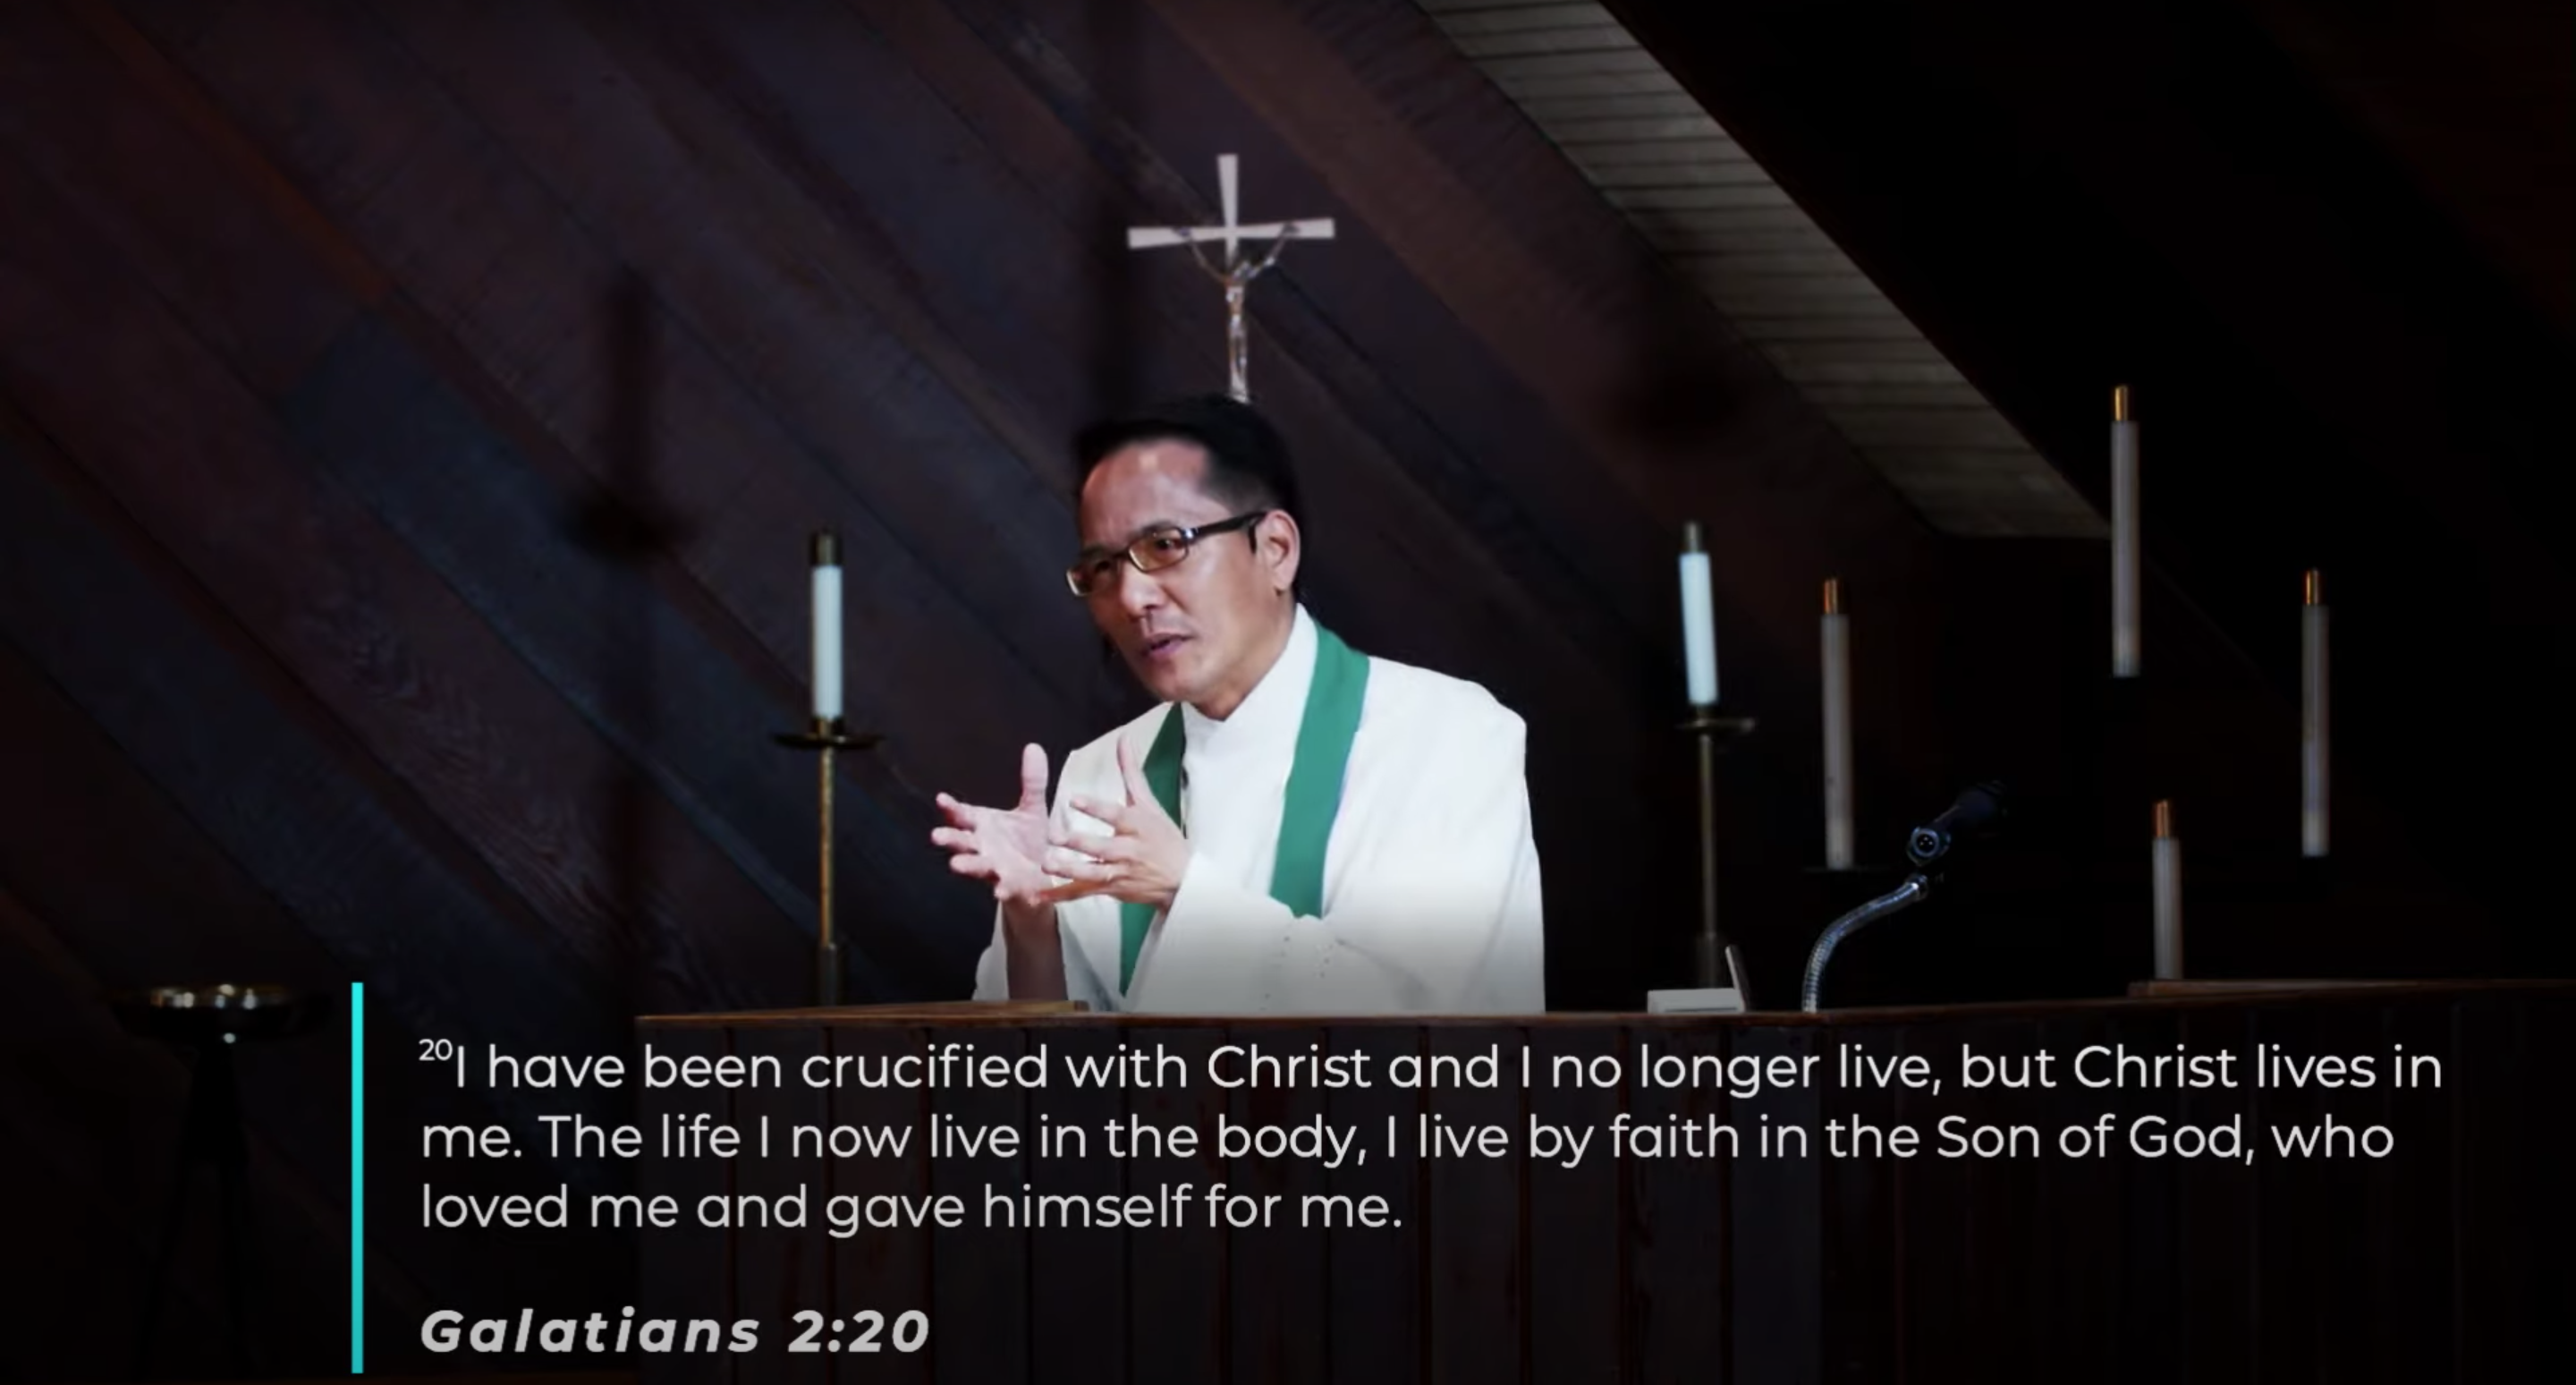 ²⁰I have been crucified with Christ and I no longer live, but Christ lives in
me. The life I now live in the body, I live by faith in the Son of God, who
loved me and gave himself for me.
Galatians 2:20